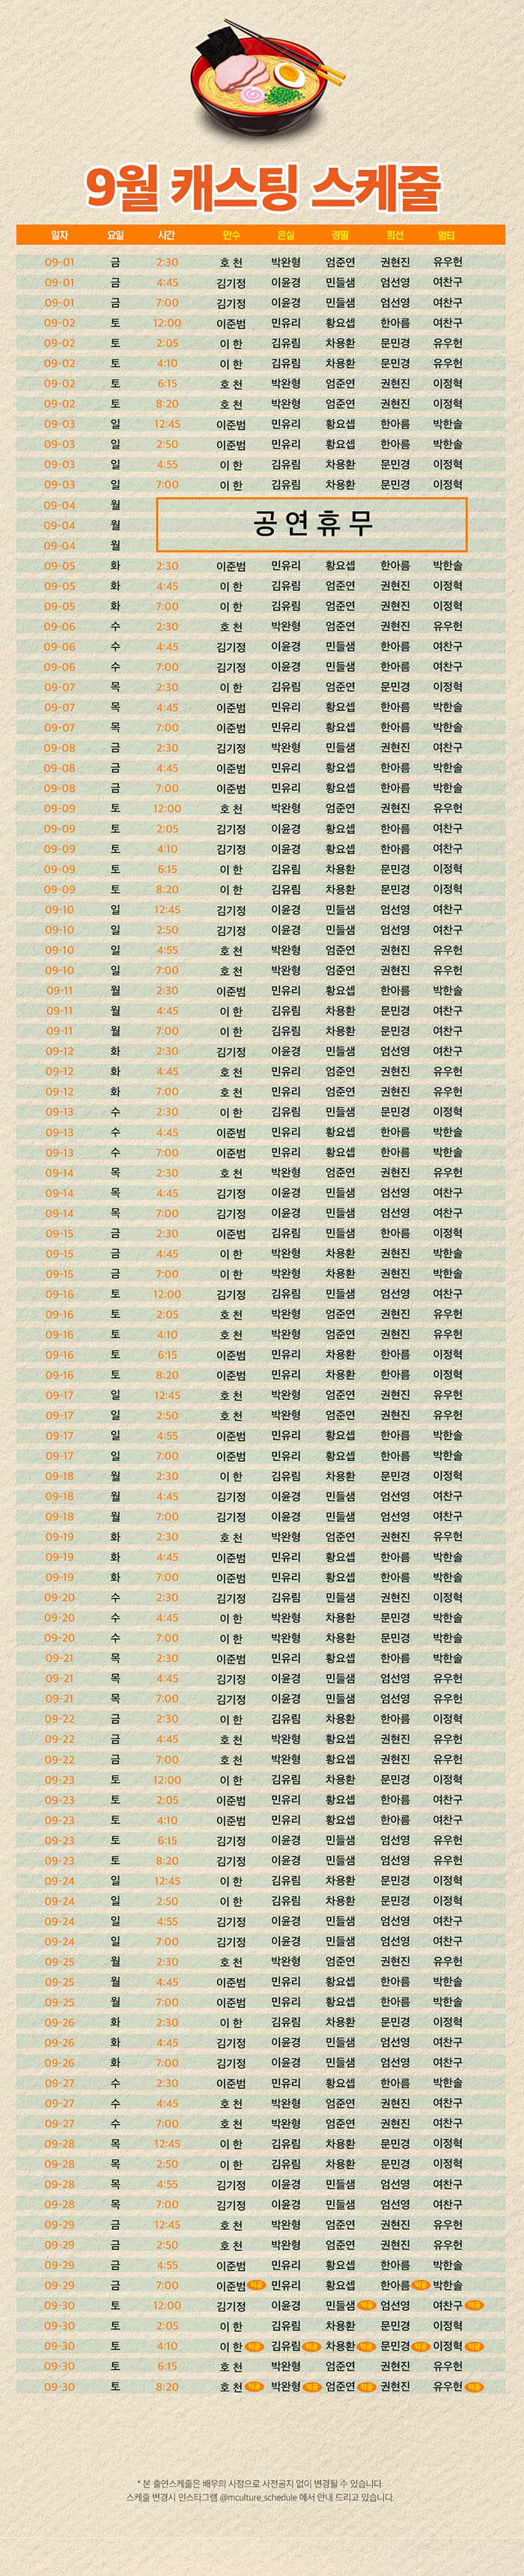 9월 캐스팅 스케줄
일자 요일 시간 만수 은실 경필 희선 멀티
09-01 금 2:30 호 천 박완형 엄준연 권현진 유우헌
09-01 금 4:45 김기정 이윤경 민들샘 엄선영 여찬구
09-01 금 7:00 김기정 이윤경 민들샘 엄선영 여찬구
09-02 토 12:00 이준범 민유리 황요셉 한아름 여찬구
09-02 토 2:05 이 한 김유림 차용환 문민경 유우헌
09-02 토 4:10 이 한 김유림 차용환 문민경 유우헌
09-02 토 6:15 호 천 박완형 엄준연 권현진 이정혁
09-02 토 8:20 호 천 박완형 엄준연 권현진 이정혁
09-03 일 12:45 이준범 민유리 황요셉 한아름 박한솔
09-03 일 2:50 이준범 민유리 황요셉 한아름 박한솔
09-03 일 4:55 이 한 김유림 차용환 문민경 이정혁
09-03 일 7:00 이 한 김유림 차용환 문민경 이정혁
09-04 월
09-04 월 공 연 휴 무
09-04 월
09-05 화 2:30 이준범 민유리 황요셉 한아름 박한솔
09-05 화 4:45 이 한 김유림 엄준연 권현진 이정혁
09-05 화 7:00 이 한 김유림 엄준연 권현진 이정혁
09-06 수 2:30 호 천 박완형 엄준연 권현진 유우헌
09-06 수 4:45 김기정 이윤경 민들샘 한아름 여찬구
09-06 수 7:00 김기정 이윤경 민들샘 한아름 여찬구
09-07 목 2:30 이 한 김유림 엄준연 문민경 이정혁
09-07 목 4:45 이준범 민유리 황요셉 한아름 박한솔
09-07 목 7:00 이준범 민유리 황요셉 한아름 박한솔
09-08 금 2:30 김기정 박완형 민들샘 권현진 여찬구
09-08 금 4:45 이준범 민유리 황요셉 한아름 박한솔
09-08 금 7:00 이준범 민유리 황요셉 한아름 박한솔
09-09 토 12:00 호 천 박완형 엄준연 권현진 유우헌
09-09 토 2:05 김기정 이윤경 황요셉 한아름 여찬구
09-09 토 4:10 김기정 이윤경 황요셉 한아름 여찬구
09-09 토 6:15 이 한 김유림 차용환 문민경 이정혁
09-09 토 8:20 이 한 김유림 차용환 문민경 이정혁
09-10 일 12:45 김기정 이윤경 민들샘 엄선영 여찬구
09-10 일 2:50 김기정 이윤경 민들샘 엄선영 여찬구
09-10 일 4:55 호 천 박완형 엄준연 권현진 유우헌
09-10 일 7:00 호 천 박완형 엄준연 권현진 유우헌
09-11 월 2:30 이준범 민유리 황요셉 한아름 박한솔
09-11 월 4:45 이 한 김유림 차용환 문민경 여찬구
09-11 월 7:00 이 한 김유림 차용환 문민경 여찬구
09-12 화 2:30 김기정 이윤경 민들샘 엄선영 여찬구
09-12 화 4:45 호 천 민유리 엄준연 권현진 유우헌
09-12 화 7:00 호 천 민유리 엄준연 권현진 유우헌
09-13 수 2:30 이 한 김유림 민들샘 문민경 이정혁
09-13 수 4:45 이준범 민유리 황요셉 한아름 박한솔
09-13 수 7:00 이준범 민유리 황요셉 한아름 박한솔
09-14 목 2:30 호 천 박완형 엄준연 권현진 유우헌
09-14 목 4:45 김기정 이윤경 민들샘 엄선영 여찬구
09-14 목 7:00 김기정 이윤경 민들샘 엄선영 여찬구
09-15 금 2:30 이준범 김유림 민들샘 한아름 이정혁
09-15 금 4:45 이 한 박완형 차용환 권현진 박한솔
09-15 금 7:00 이 한 박완형 차용환 권현진 박한솔
09-16 토 12:00 김기정 김유림 민들샘 엄선영 여찬구
09-16 토 2:05 호 천 박완형 엄준연 권현진 유우헌
09-16 토 4:10 호 천 박완형 엄준연 권현진 유우헌
09-16 토 6:15 이준범 민유리 차용환 한아름 이정혁
09-16 토 8:20 이준범 민유리 차용환 한아름 이정혁
09-17 일 12:45 호 천 박완형 엄준연 권현진 유우헌
09-17 일 2:50 호 천 박완형 엄준연 권현진 유우헌
09-17 일 4:55 이준범 민유리 황요셉 한아름 박한솔
09-17 일 7:00 이준범 민유리 황요셉 한아름 박한솔
09-18 월 2:30 이 한 김유림 차용환 문민경 이정혁
09-18 월 4:45 김기정 이윤경 민들샘 엄선영 여찬구
09-18 월 7:00 김기정 이윤경 민들샘 엄선영 여찬구
09-19 화 2:30 호 천 박완형 엄준연 권현진 유우헌
09-19 화 4:45 이준범 민유리 황요셉 한아름 박한솔
09-19 화 7:00 이준범 민유리 황요셉 한아름 박한솔
09-20 수 2:30 김기정 김유림 민들샘 권현진 이정혁
09-20 수 4:45 이 한 박완형 차용환 문민경 박한솔
09-20 수 7:00 이 한 박완형 차용환 문민경 박한솔
09-21 목 2:30 이준범 민유리 황요셉 한아름 박한솔
09-21 목 4:45 김기정 이윤경 민들샘 엄선영 유우헌
09-21 목 7:00 김기정 이윤경 민들샘 엄선영 유우헌
09-22 금 2:30 이 한 김유림 차용환 한아름 이정혁
09-22 금 4:45 호 천 박완형 황요셉 권현진 유우헌
09-22 금 7:00 호 천 박완형 황요셉 권현진 유우헌
09-23 토 12:00 이 한 김유림 차용환 문민경 이정혁
09-23 토 2:05 이준범 민유리 황요셉 한아름 여찬구
09-23 토 4:10 이준범 민유리 황요셉 한아름 여찬구
09-23 토 6:15 김기정 이윤경 민들샘 엄선영 유우헌
09-23 토 8:20 김기정 이윤경 민들샘 엄선영 유우헌
09-24 일 12:45 이 한 김유림 차용환 문민경 이정혁
09-24 일 2:50 이 한 김유림 차용환 문민경 이정혁
09-24 일 4:55 김기정 이윤경 민들샘 엄선영 여찬구
09-24 일 7:00 김기정 이윤경 민들샘 엄선영 여찬구
09-25 월 2:30 호 천 박완형 엄준연 권현진 유우헌
09-25 월 4:45 이준범 민유리 황요셉 한아름 박한솔
09-25 월 7:00 이준범 민유리 황요셉 한아름 박한솔
09-26 화 2:30 이 한 김유림 차용환 문민경 이정혁
09-26 화 4:45 김기정 이윤경 민들샘 엄선영 여찬구
09-26 화 7:00 김기정 이윤경 민들샘 엄선영 여찬구
09-27 수 2:30 이준범 민유리 황요셉 한아름 박한솔
09-27 수 4:45 호 천 박완형 엄준연 권현진 여찬구
09-27 수 7:00 호 천 박완형 엄준연 권현진 여찬구
09-28 목 12:45 이 한 김유림 차용환 문민경 이정혁
09-28 목 2:50 이 한 김유림 차용환 문민경 이정혁
09-28 목 4:55 김기정 이윤경 민들샘 엄선영 여찬구
09-28 목 7:00 김기정 이윤경 민들샘 엄선영 여찬구
09-29 금 12:45 호 천 박완형 엄준연 권현진 유우헌
09-29 금 2:50 호 천 박완형 엄준연 권현진 유우헌
09-29 금 4:55 이준범 민유리 황요셉 한아름 박한솔
09-29 금 7:00 이준범 막공 민유리 황요셉 한아름 막공 박한솔
09-30 토 12:00 김기정 이윤경 민들샘 막공 엄선영 여찬구 막공
09-30 토 2:05 이 한 김유림 차용환 문민경 이정혁
09-30 토 4:10 이 한 막공 김유림 막공 차용환 막공 문민경 막공 이정혁 막공
09-30 토 6:15 호 천 박완형 엄준연 권현진 유우헌
09-30 토 8:20 호 천 막공 박완형 막공 엄준연 막공 권현진 유우헌 막공
* 본 출연스케줄은 배우의 사정으로 사전공지 없이 변경될 수 있습니다.
스케줄 변경시 인스타그램 @mculture_schedule 에서 안내 드리고 있습니다.